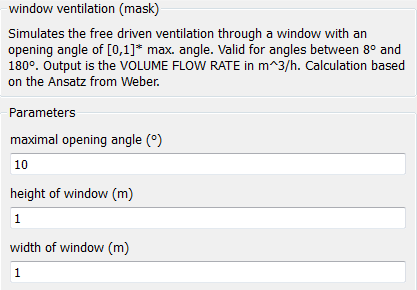 window ventilation (mask)
Simulates the free driven ventilation through a window with an
opening angle of [0,1]* max. angle. Valid for angles between 8º and
180º. Output is the VOLUME FLOW RATE in m^3/h. Calculation based
on the Ansatz from Weber.
Parameters
maximal opening angle (º)
10
height of window (m)
1
width of window (m)
1